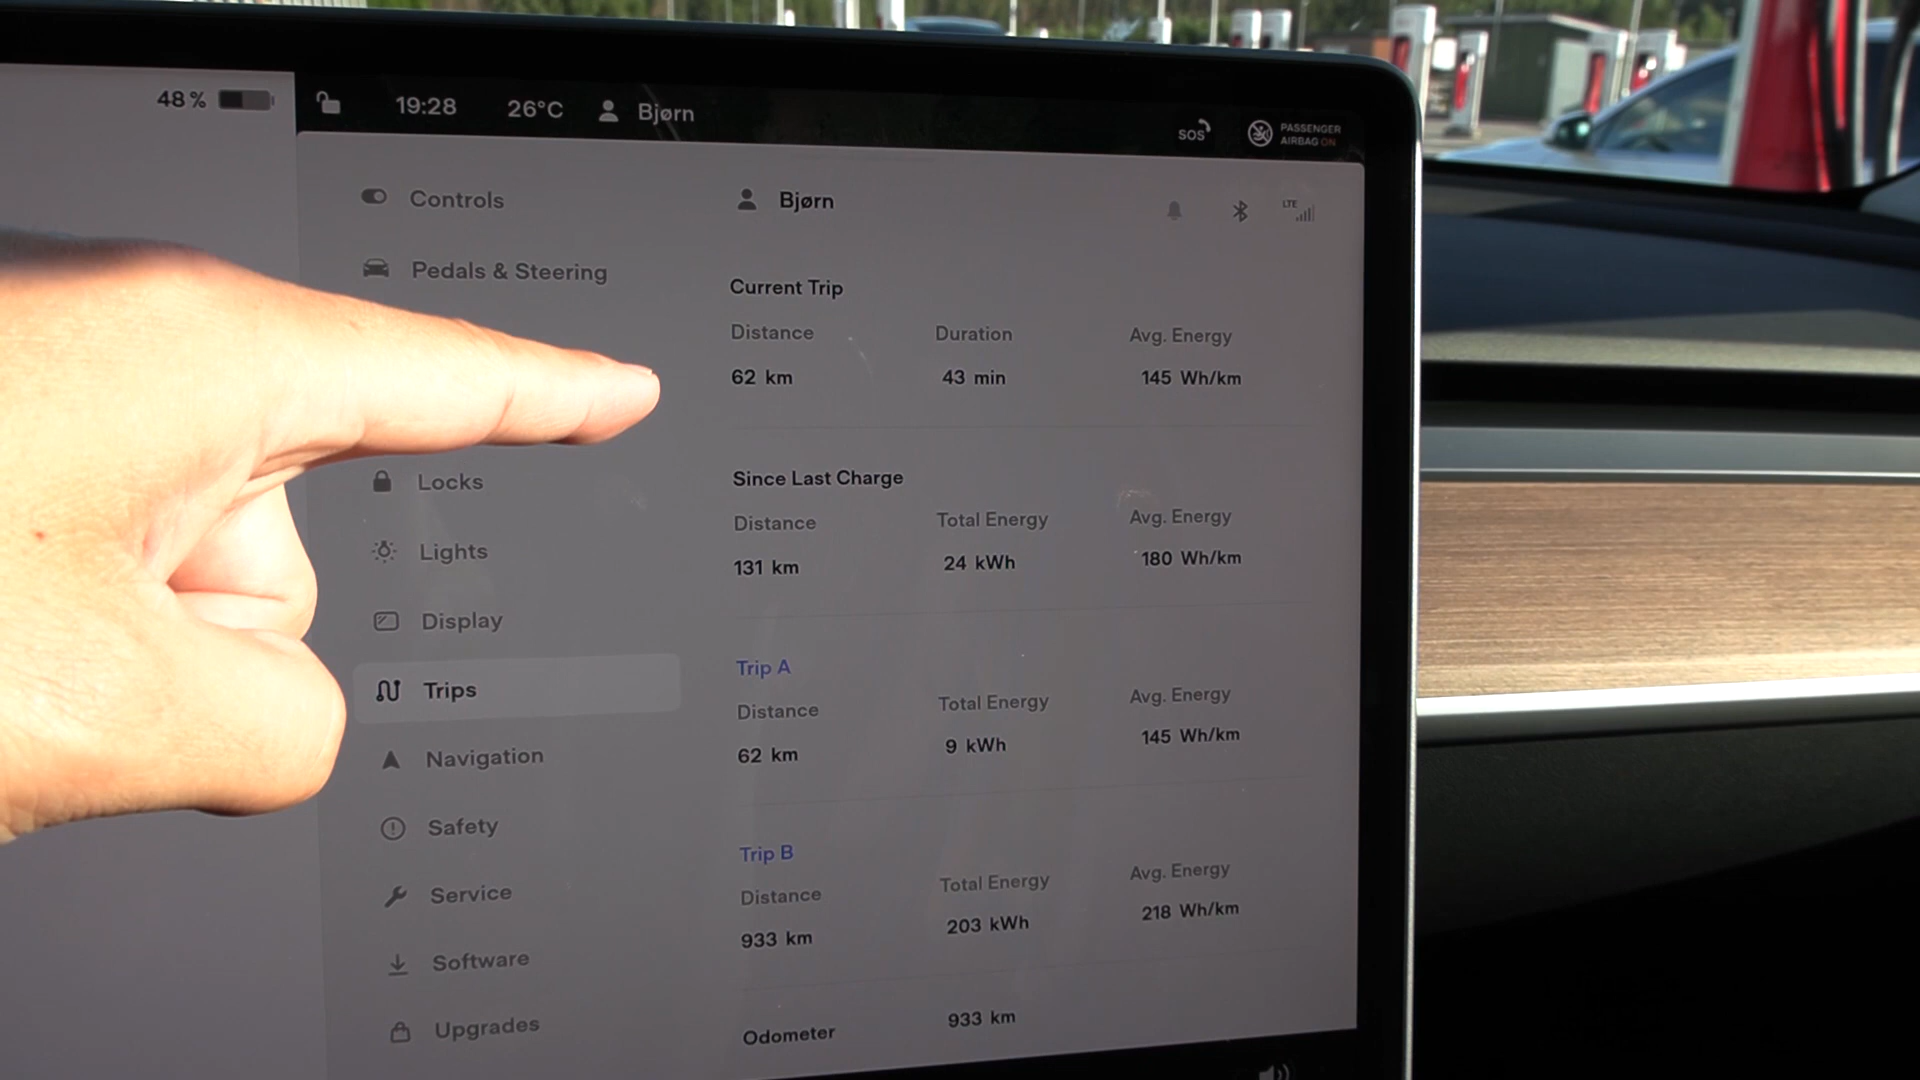 48 %
19:28 26°C Bjørn SOS PASSENGER AIRBAG ON
Controls
Pedals & Steering
Locks
Lights
Display
Trips
Navigation
Safety
Service
Software
Upgrades
Bjørn
LTE
Current Trip
Distance Duration Avg. Energy
62 km 43 min 145 Wh/km
Since Last Charge
Distance Total Energy Avg. Energy
131 km 24 kWh 180 Wh/km
Trip A
Distance Total Energy Avg. Energy
62 km 9 kWh 145 Wh/km
Trip B
Distance Total Energy Avg. Energy
933 km 203 kWh 218 Wh/km
Odometer 933 km